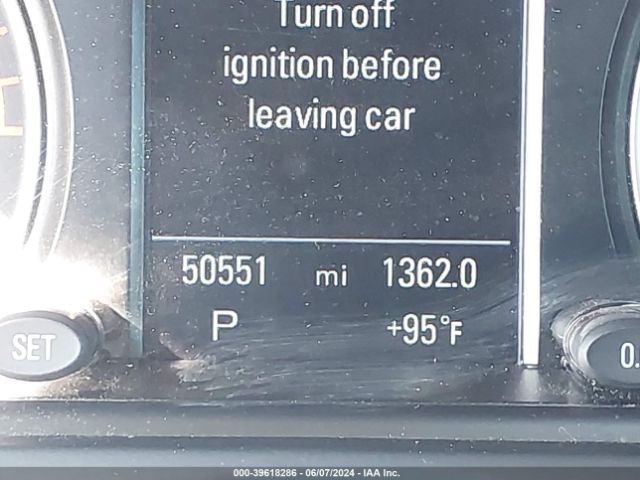 Turn off
ignition before
leaving car
50551 mi 1362.0
P +95°F
SET
0.
000-39618286 - 06/07/2024 - IAA Inc.